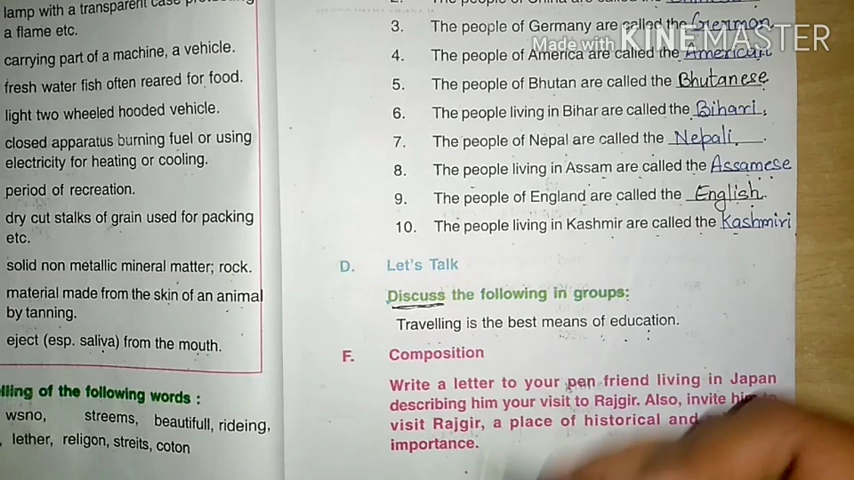 lamp with a transparent case
a flame etc.
carrying part of a machine, a vehicle.
fresh water fish often reared for food.
light two wheeled hooded vehicle.
closed apparatus burning fuel or using
electricity for heating or cooling.
period of recreation.
dry cut stalks of grain used for packing
etc.
solid non metallic mineral matter; rock.
material made from the skin of an animal
by tanning.
eject (esp. saliva) from the mouth.
lling of the following words :
wsno, streems, beautifull, rideing,
, lether, religon, streits, coton
3. The people of Germany are called the German
Made with KINEMASTER
4. The people of America are called the American.
5. The people of Bhutan are called the Bhutanese
6. The people living in Bihar are called the Bihari.
7. The people of Nepal are called the Nepali.
8. The people living in Assam are called the Assamese
9. The people of England are called the English.
10. The people living in Kashmir are called the Kashmiri
D. Let's Talk
Discuss the following in groups:
Travelling is the best means of education.
F. Composition
Write a letter to your pen friend living in Japan
describing him your visit to Rajgir. Also, invite him to
visit Rajgir, a place of historical and
importance.